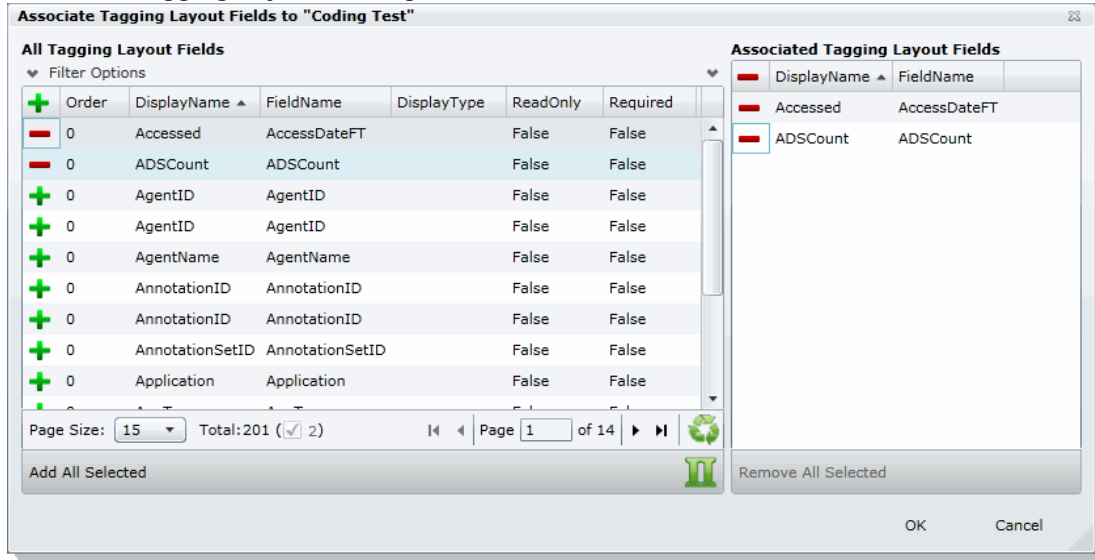 Associate Tagging Layout Fields to "Coding Test"
All Tagging Layout Fields
Filter Options
Order DisplayName FieldName DisplayType ReadOnly Required
0 Accessed AccessDateFT False False
0 ADSCount ADSCount False False
0 AgentID AgentID False False
0 AgentID AgentID False False
0 AgentName AgentName False False
0 AnnotationID AnnotationID False False
0 AnnotationID AnnotationID False False
0 AnnotationSetID AnnotationSetID False False
0 Application Application False False
Page Size: 15 Total:201 ( 2) Page 1 of 14
Add All Selected
Associated Tagging Layout Fields
DisplayName FieldName
Accessed AccessDateFT
ADSCount ADSCount
Remove All Selected
OK Cancel